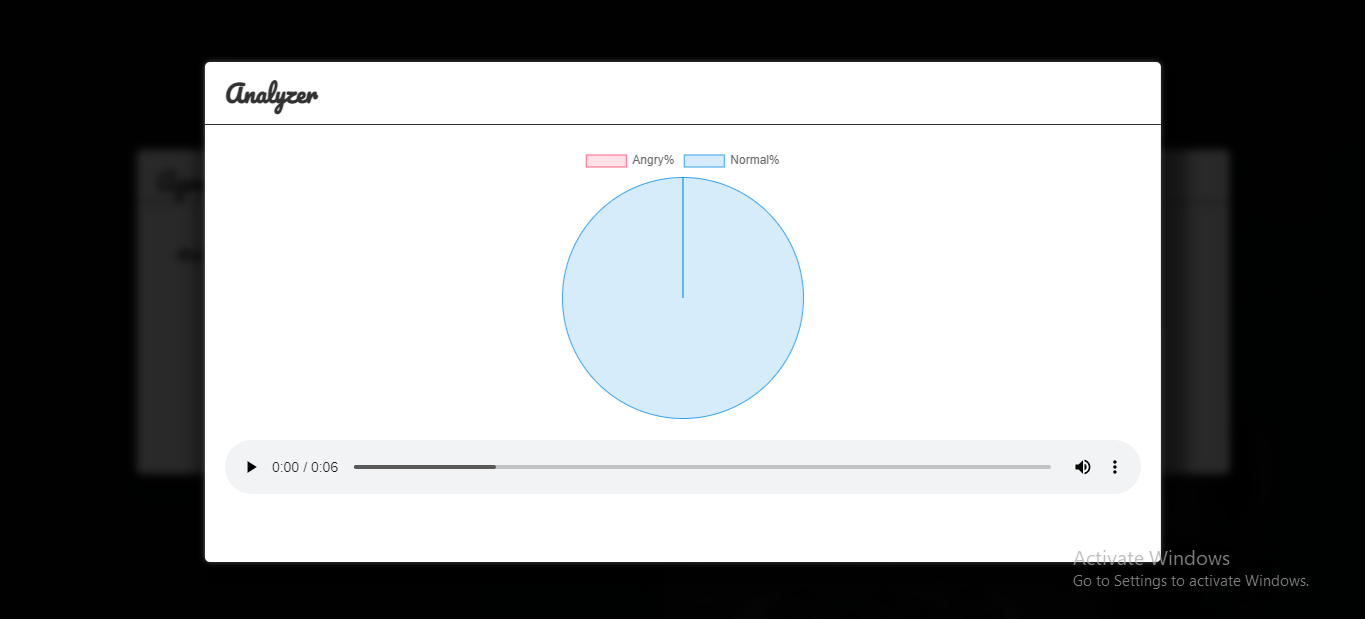 Analyzer
Angry% Normal%
0:00 / 0:06
Activate Windows
Go to Settings to activate Windows.